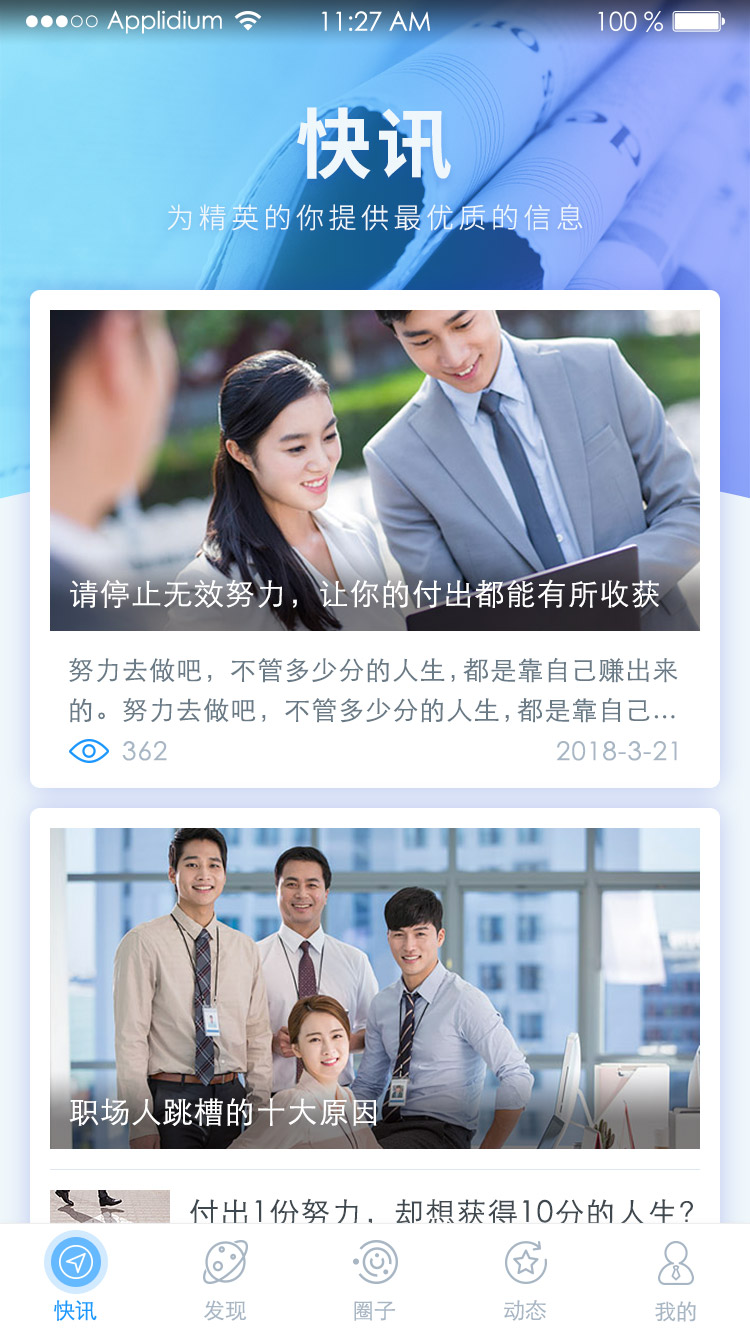 Applidium 11:27 AM 100 %
快讯
为精英的你提供最优质的信息
请停止无效努力，让你的付出都能有所收获
努力去做吧，不管多少分的人生,都是靠自己赚出来
的。努力去做吧，不管多少分的人生,都是靠自己...
362 2018-3-21
职场人跳槽的十大原因
付出1份努力，却想获得10分的人生?
快讯 发现 圈子 动态 我的